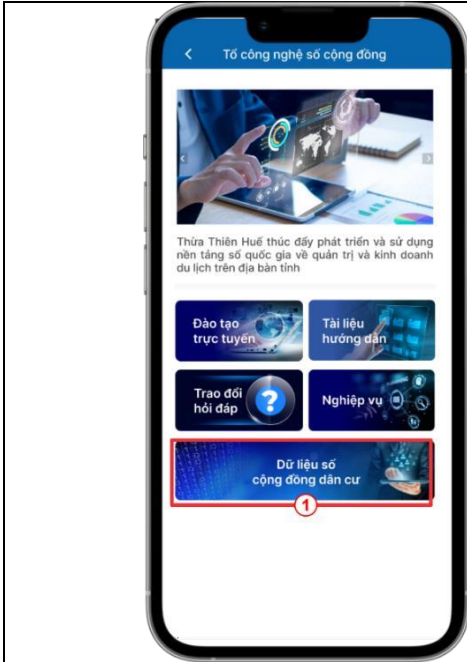 Tổ công nghệ số cộng đồng
Thừa Thiên Huế thúc đẩy phát triển và sử dụng
nền tảng số quốc gia về quản trị và kinh doanh
du lịch trên địa bàn tỉnh
Đào tạo
trực tuyến
Tài liệu
hướng dẫn
Trao đổi
hỏi đáp
?
Nghiệp vụ
Dữ liệu số
cộng đồng dân cư
1